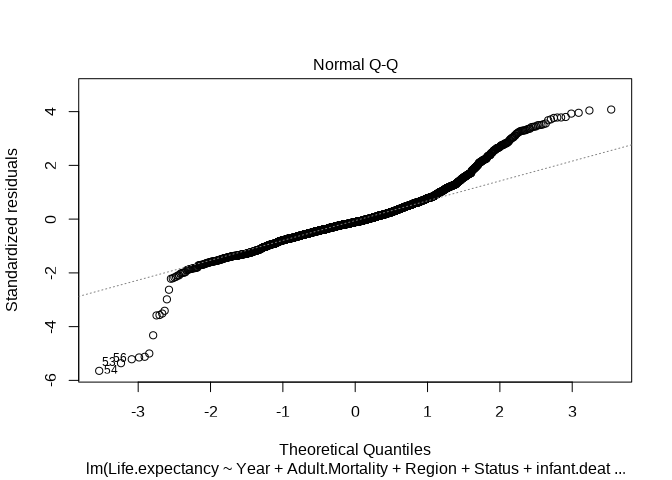 Normal Q-Q
Standardized residuals
4
2
0
-2
-4
-6
56
53
54
-3 -2 -1 0 1 2 3
Theoretical Quantiles
lm(Life.expectancy ~ Year + Adult.Mortality + Region + Status + infant.deat ...